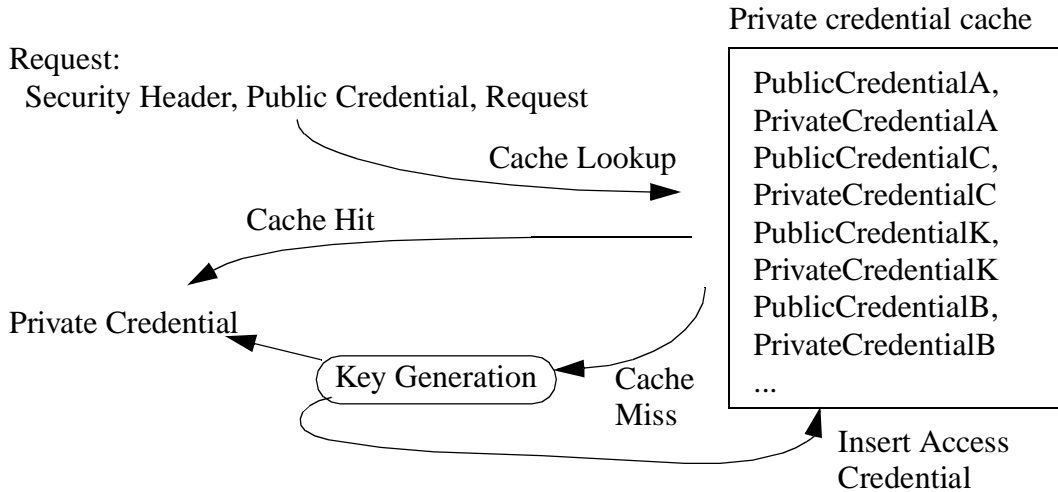 Private credential cache
Request:
Security Header, Public Credential, Request
Cache Lookup
Cache Hit
Private Credential
Key Generation
Cache
Miss
PublicCredentialA,
PrivateCredentialA
PublicCredentialC,
PrivateCredentialC
PublicCredentialK,
PrivateCredentialK
PublicCredentialB,
PrivateCredentialB
...
Insert Access
Credential